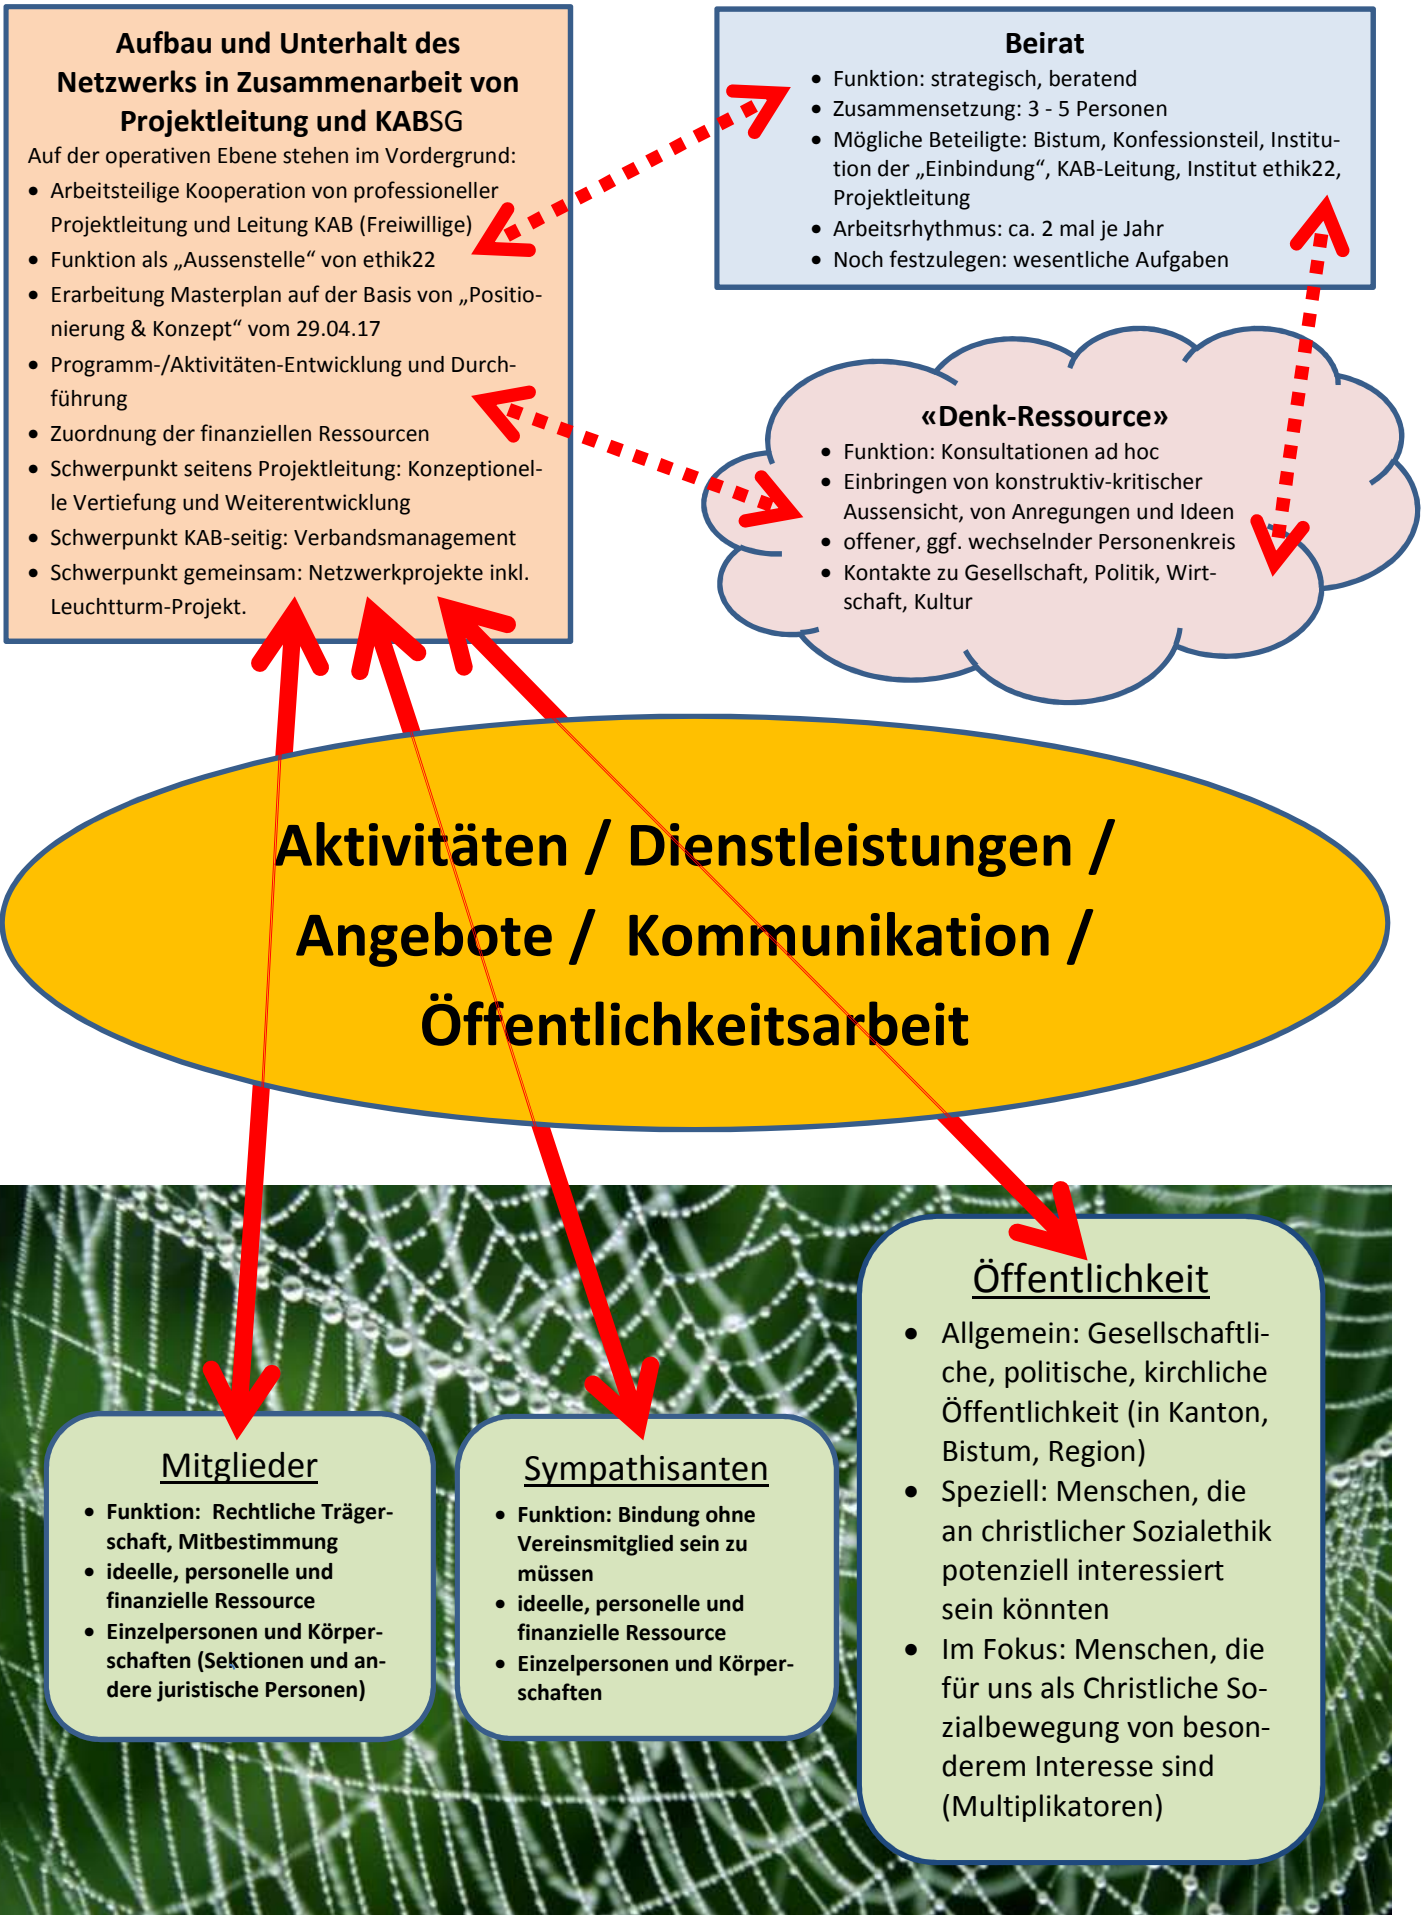 Aufbau und Unterhalt des
Netzwerks in Zusammenarbeit von
Projektleitung und KABSG
Auf der operativen Ebene stehen im Vordergrund:
• Arbeitsteilige Kooperation von professioneller
Projektleitung und Leitung KAB (Freiwillige)
• Funktion als „Aussenstelle“ von ethik22
• Erarbeitung Masterplan auf der Basis von „Positio-
nierung & Konzept“ vom 29.04.17
• Programm-/Aktivitäten-Entwicklung und Durch-
führung
• Zuordnung der finanziellen Ressourcen
• Schwerpunkt seitens Projektleitung: Konzeptionel-
le Vertiefung und Weiterentwicklung
• Schwerpunkt KAB-seitig: Verbandsmanagement
• Schwerpunkt gemeinsam: Netzwerkprojekte inkl.
Leuchtturm-Projekt.
Beirat
• Funktion: strategisch, beratend
• Zusammensetzung: 3 - 5 Personen
• Mögliche Beteiligte: Bistum, Konfessionsteil, Institu-
tion der „Einbindung“, KAB-Leitung, Institut ethik22,
Projektleitung
• Arbeitsrhythmus: ca. 2 mal je Jahr
• Noch festzulegen: wesentliche Aufgaben
«Denk-Ressource»
• Funktion: Konsultationen ad hoc
• Einbringen von konstruktiv-kritischer
Aussensicht, von Anregungen und Ideen
• offener, ggf. wechselnder Personenkreis
• Kontakte zu Gesellschaft, Politik, Wirt-
schaft, Kultur
Aktivitäten / Dienstleistungen /
Angebote / Kommunikation /
Öffentlichkeitsarbeit
Mitglieder
• Funktion: Rechtliche Träger-
schaft, Mitbestimmung
• ideelle, personelle und
finanzielle Ressource
• Einzelpersonen und Körper-
schaften (Sektionen und an-
dere juristische Personen)
Sympathisanten
• Funktion: Bindung ohne
Vereinsmitglied sein zu
müssen
• ideelle, personelle und
finanzielle Ressource
• Einzelpersonen und Körper-
schaften
Öffentlichkeit
• Allgemein: Gesellschaftli-
che, politische, kirchliche
Öffentlichkeit (in Kanton,
Bistum, Region)
• Speziell: Menschen, die
an christlicher Sozialethik
potenziell interessiert
sein könnten
• Im Fokus: Menschen, die
für uns als Christliche So-
zialbewegung von beson-
derem Interesse sind
(Multiplikatoren)